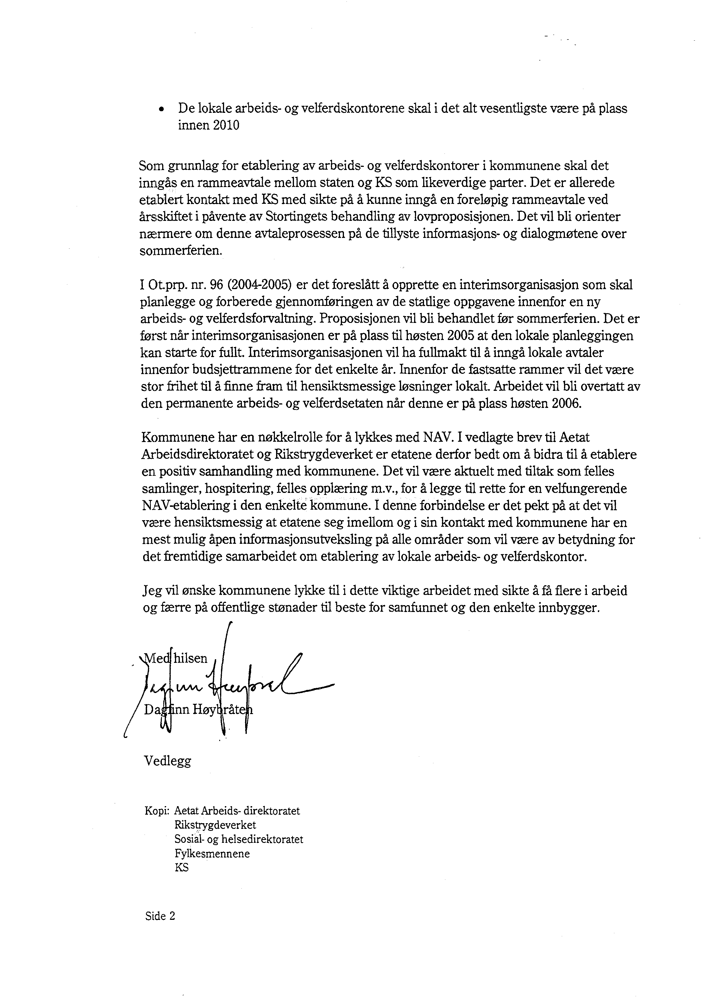 • De lokale arbeids- og velferdskontorene skal i det alt vesentligste være på plass
innen 2010
Som grunnlag for etablering av arbeids- og velferdskontorer i kommunene skal det
inngås en rammeavtale mellom staten og KS som likeverdige parter. Det er allerede
etablert kontakt med KS med sikte på å kunne inngå en foreløpig rammeavtale ved
årsskiftet i påvente av Stortingets behandling av lovproposisjonen. Det vil bli orienter
nærmere om denne avtaleprosessen på de tillyste informasjons- og dialogmøtene over
sommerferien.
I Ot.prp. nr. 96 (2004-2005) er det foreslått å opprette en interimsorganisasjon som skal
planlegge og forberede gjennomføringen av de statlige oppgavene innenfor en ny
arbeids- og velferdsforvaltning. Proposisjonen vil bli behandlet før sommerferien. Det er
først når interimsorganisasjonen er på plass til høsten 2005 at den lokale planleggingen
kan starte for fullt. Interimsorganisasjonen vil ha fullmakt til å inngå lokale avtaler
innenfor budsjettrammene for det enkelte år. Innenfor de fastsatte rammer vil det være
stor frihet til å finne fram til hensiktsmessige løsninger lokalt. Arbeidet vil bli overtatt av
den permanente arbeids- og velferdsetaten når denne er på plass høsten 2006.
Kommunene har en nøkkelrolle for å lykkes med NAV. I vedlagte brev til Aetat
Arbeidsdirektoratet og Rikstrygdeverket er etatene derfor bedt om å bidra til å etablere
en positiv samhandling med kommunene. Det vil være aktuelt med tiltak som felles
samlinger, hospitering, felles opplæring m.v., for å legge til rette for en velfungerende
NAV-etablering i den enkelte kommune. I denne forbindelse er det pekt på at det vil
være hensiktsmessig at etatene seg imellom og i sin kontakt med kommunene har en
mest mulig åpen informasjonsutveksling på alle områder som vil være av betydning for
det fremtidige samarbeidet om etablering av lokale arbeids- og velferdskontor.
Jeg vil ønske kommunene lykke til i dette viktige arbeidet med sikte å få flere i arbeid
og færre på offentlige stønader til beste for samfunnet og den enkelte innbygger.
Med hilsen
Dagfinn Høybråten
Vedlegg
Kopi: Aetat Arbeids- direktoratet
Rikstrygdeverket
Sosial- og helsedirektoratet
Fylkesmennene
KS
Side 2